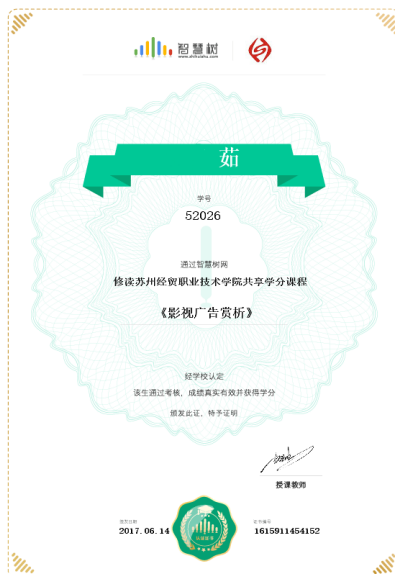 智慧树
www.zhihuishu.com
茹
学号
52026
通过智慧树网
修读苏州经贸职业技术学院共享学分课程
《影视广告赏析》
经学校认定
该生通过考核，成绩真实有效并获得学分
颁发此证，特予证明
授课教师
2017.06.14
证书编号
1615911454152